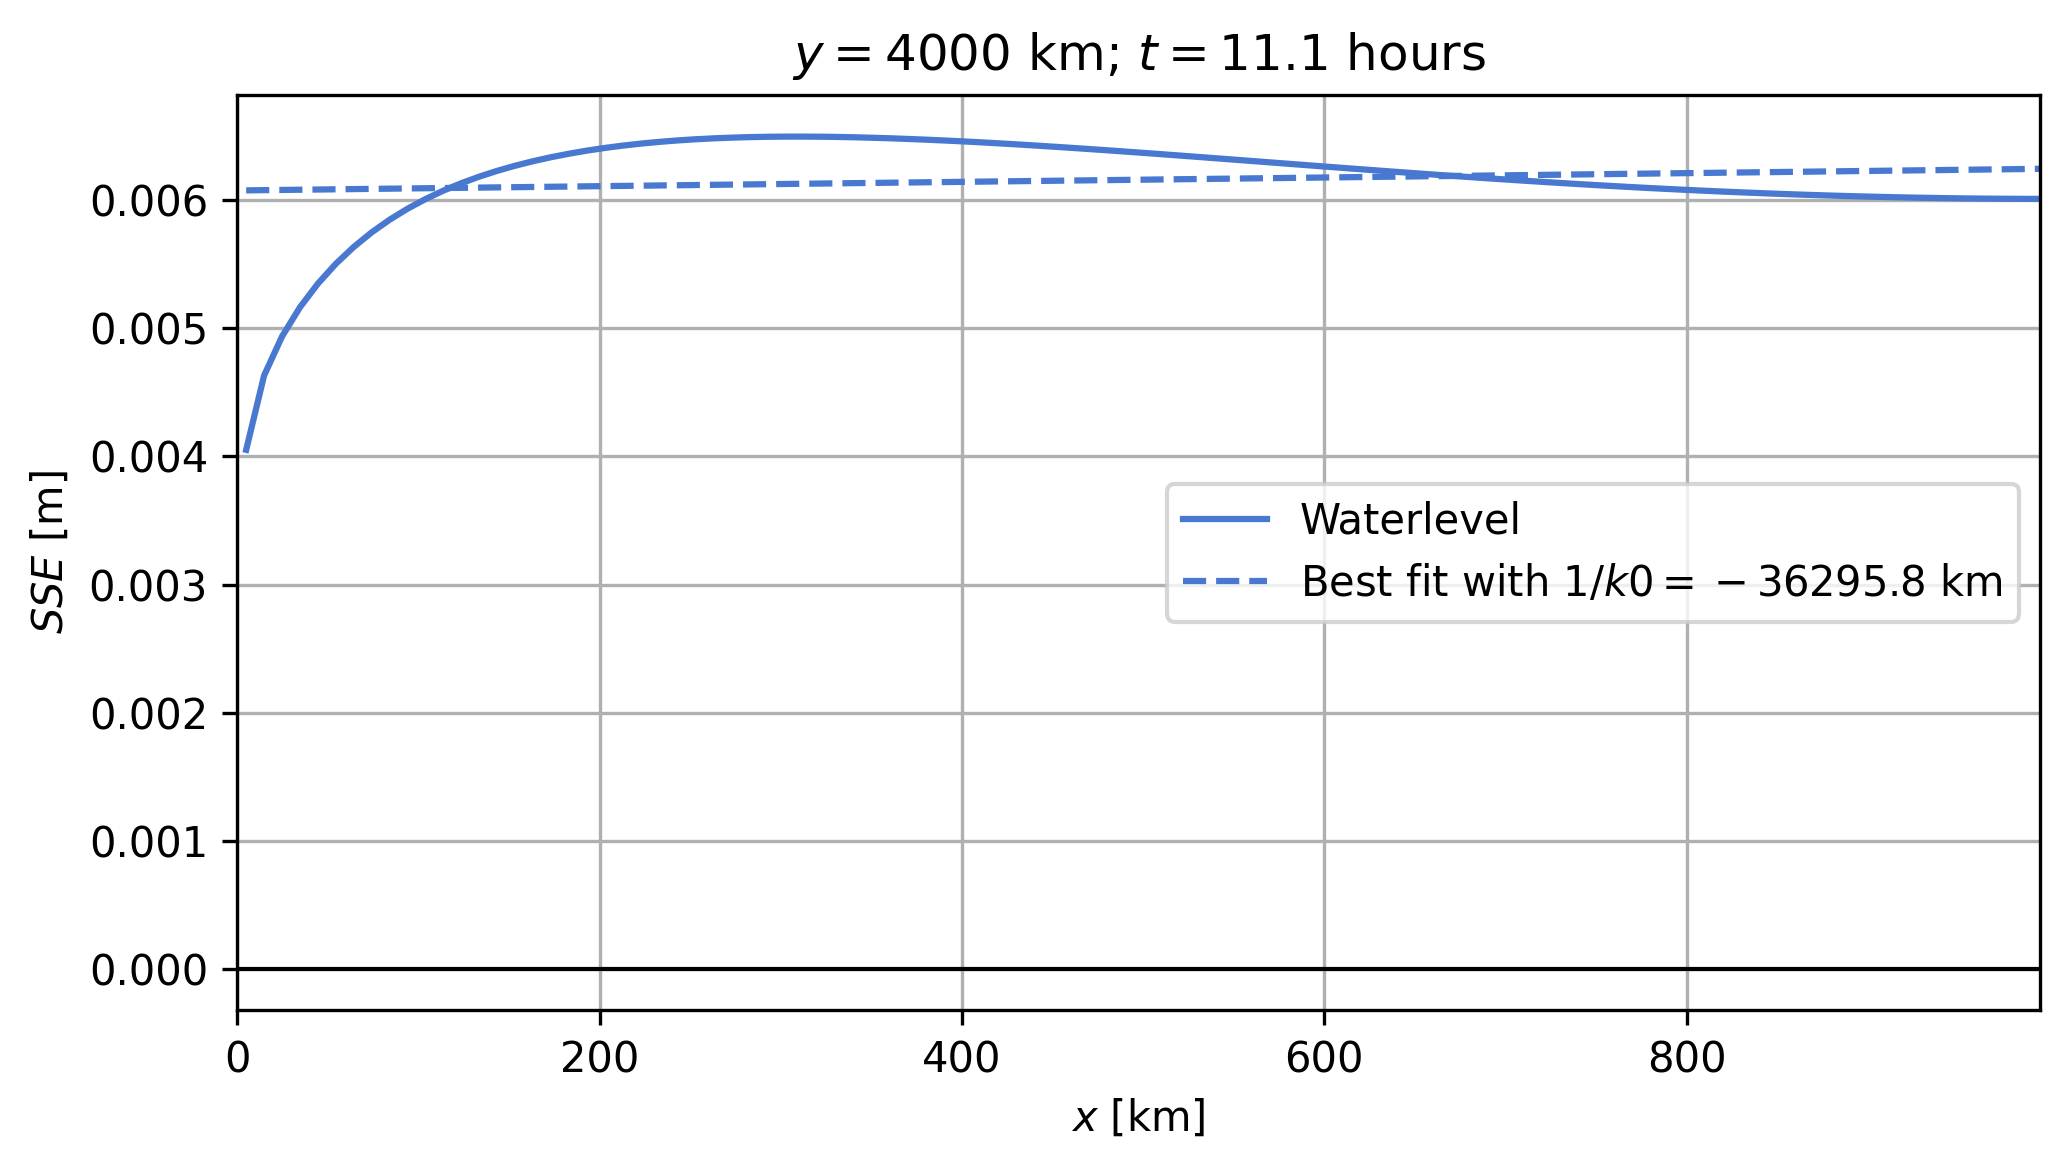 y = 4000 km; t = 11.1 hours
SSE [m]
0.006
0.005
0.004
0.003
0.002
0.001
0.000
Waterlevel
Best fit with 1/k0 = −36295.8 km
0 200 400 600 800
x [km]